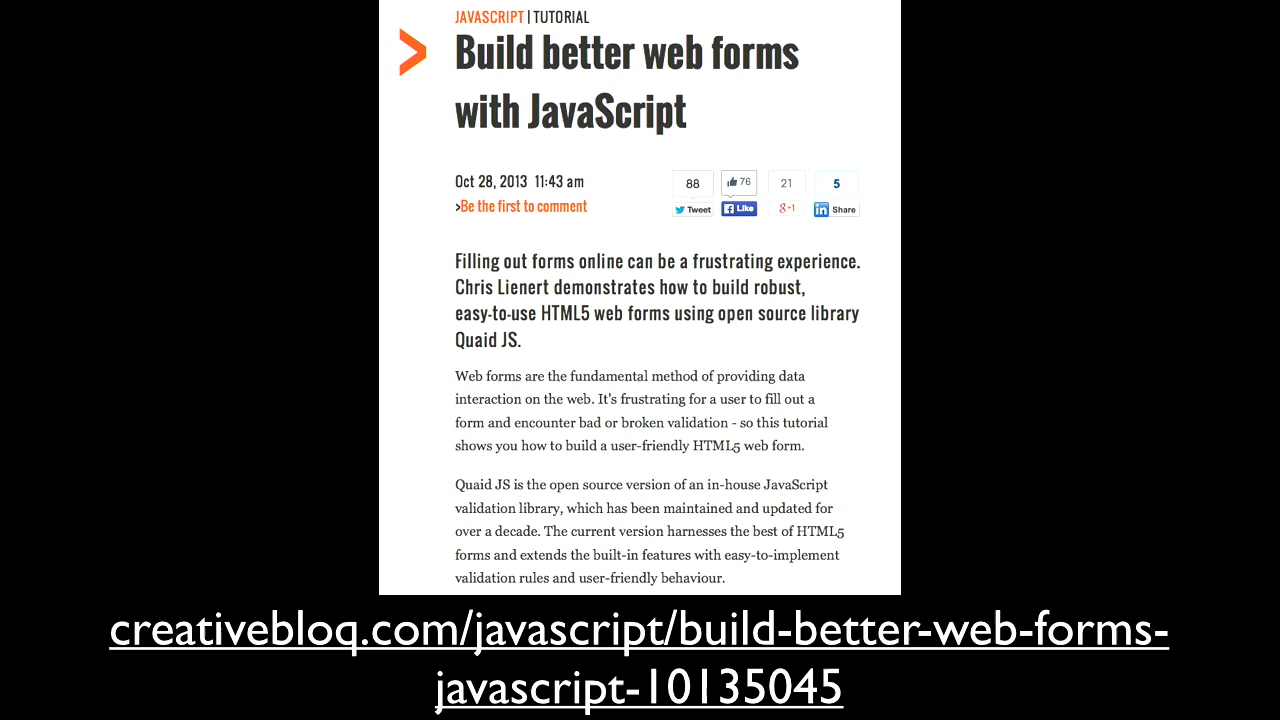 JAVASCRIPT | TUTORIAL
> Build better web forms
with JavaScript
Oct 28, 2013 11:43 am
>Be the first to comment
88 76 21 5
Tweet Like g+1 in Share
Filling out forms online can be a frustrating experience.
Chris Lienert demonstrates how to build robust,
easy-to-use HTML5 web forms using open source library
Quaid JS.
Web forms are the fundamental method of providing data
interaction on the web. It's frustrating for a user to fill out a
form and encounter bad or broken validation - so this tutorial
shows you how to build a user-friendly HTML5 web form.
Quaid JS is the open source version of an in-house JavaScript
validation library, which has been maintained and updated for
over a decade. The current version harnesses the best of HTML5
forms and extends the built-in features with easy-to-implement
validation rules and user-friendly behaviour.
creativebloq.com/javascript/build-better-web-forms-
javascript-10135045